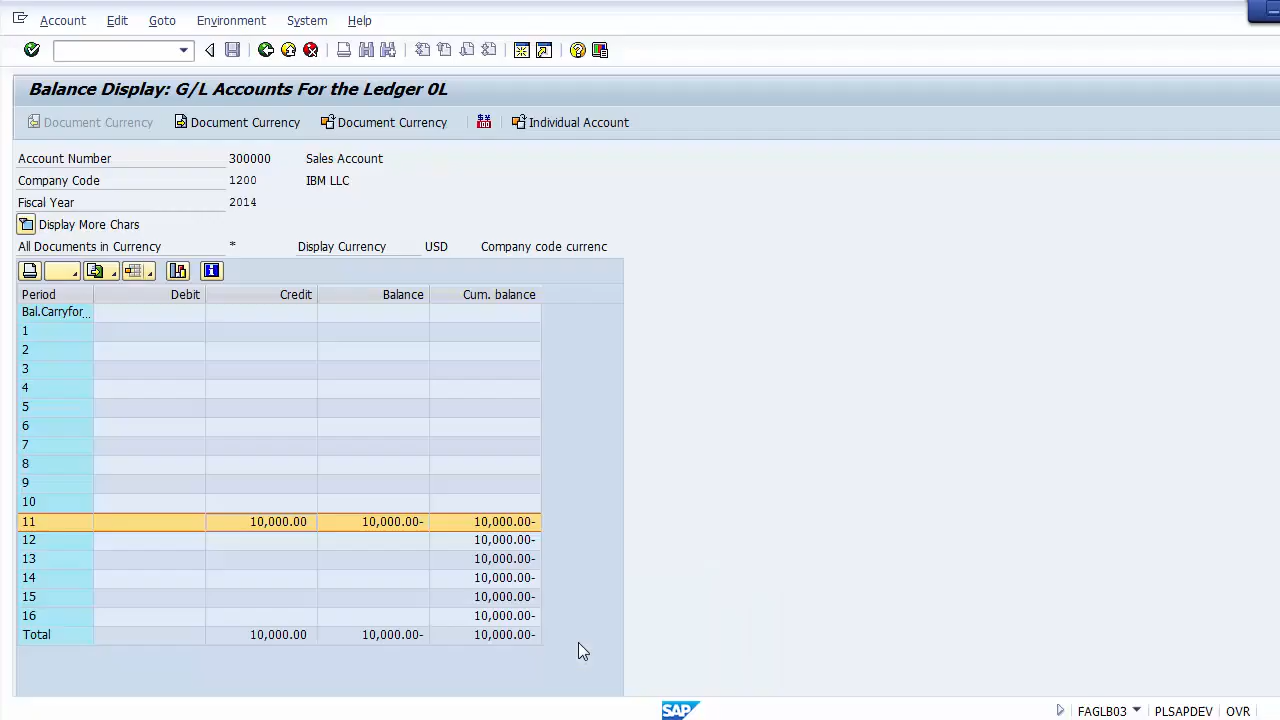 Account Edit Goto Environment System Help
Balance Display: G/L Accounts For the Ledger 0L
Document Currency Document Currency Document Currency Individual Account
Account Number 300000 Sales Account
Company Code 1200 IBM LLC
Fiscal Year 2014
Display More Chars
All Documents in Currency * Display Currency USD Company code currenc
Period Debit Credit Balance Cum. balance
Bal.Carryfor...
1
2
3
4
5
6
7
8
9
10
11 10,000.00 10,000.00- 10,000.00-
12 10,000.00-
13 10,000.00-
14 10,000.00-
15 10,000.00-
16 10,000.00-
Total 10,000.00 10,000.00- 10,000.00-
SAP FAGLB03 PLSAPDEV OVR